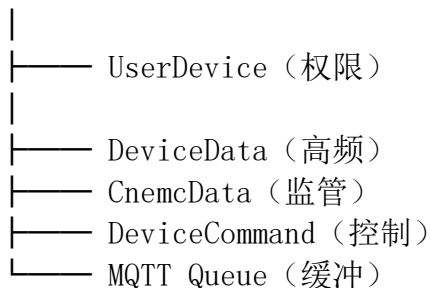 │
├── UserDevice（权限）
│
├── DeviceData（高频）
├── CnemcData（监管）
├── DeviceCommand（控制）
└── MQTT Queue（缓冲）